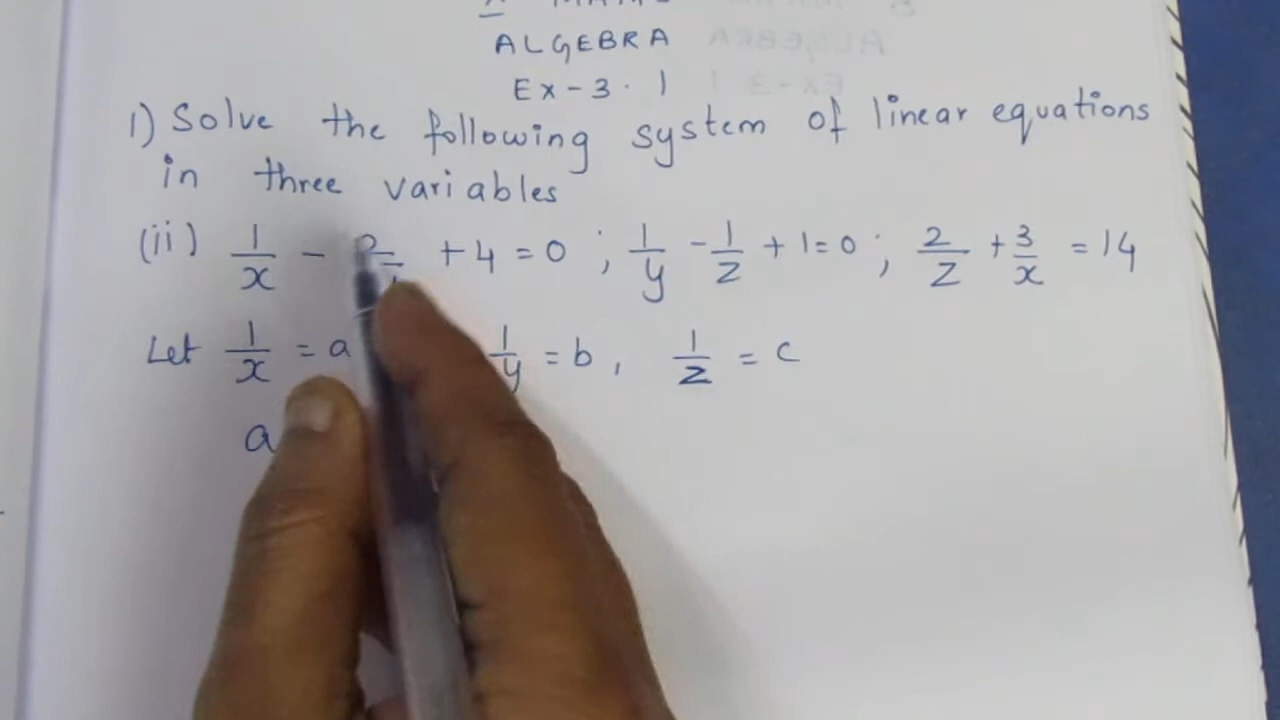 ALGEBRA
Ex-3.1
1) Solve the following system of linear equations
in three variables
(ii) 1/x - 2/ +4=0 ; 1/y - 1/z +1=0 ; 2/z + 3/x = 14
Let 1/x = a 1/y = b, 1/z = c
a